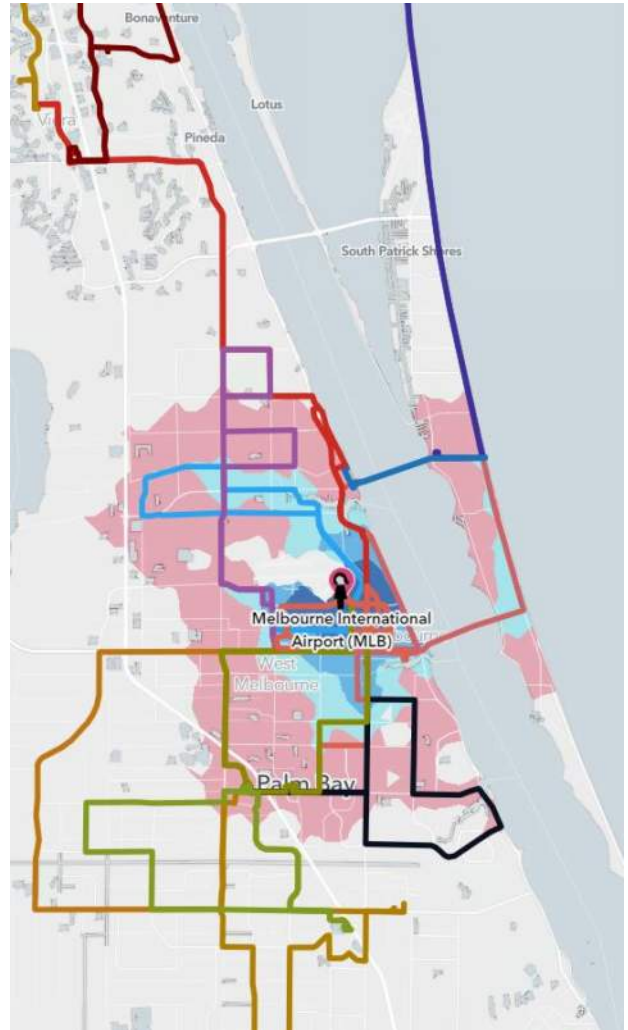 Bonaventure
Lotus
Viera
Pineda
South Patrick Shores
Melbourne International
Airport (MLB)
West
Melbourne
Palm Bay